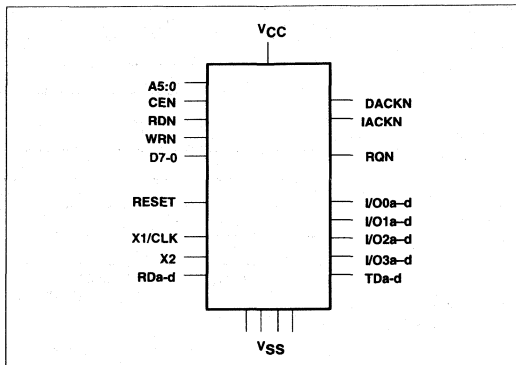 VCC
A5:0
CEN
RDN
WRN
D7-0
RESET
X1/CLK
X2
RDa-d
DACKN
IACKN
RQN
I/O0a–d
I/O1a–d
I/O2a–d
I/O3a–d
TDa-d
VSS